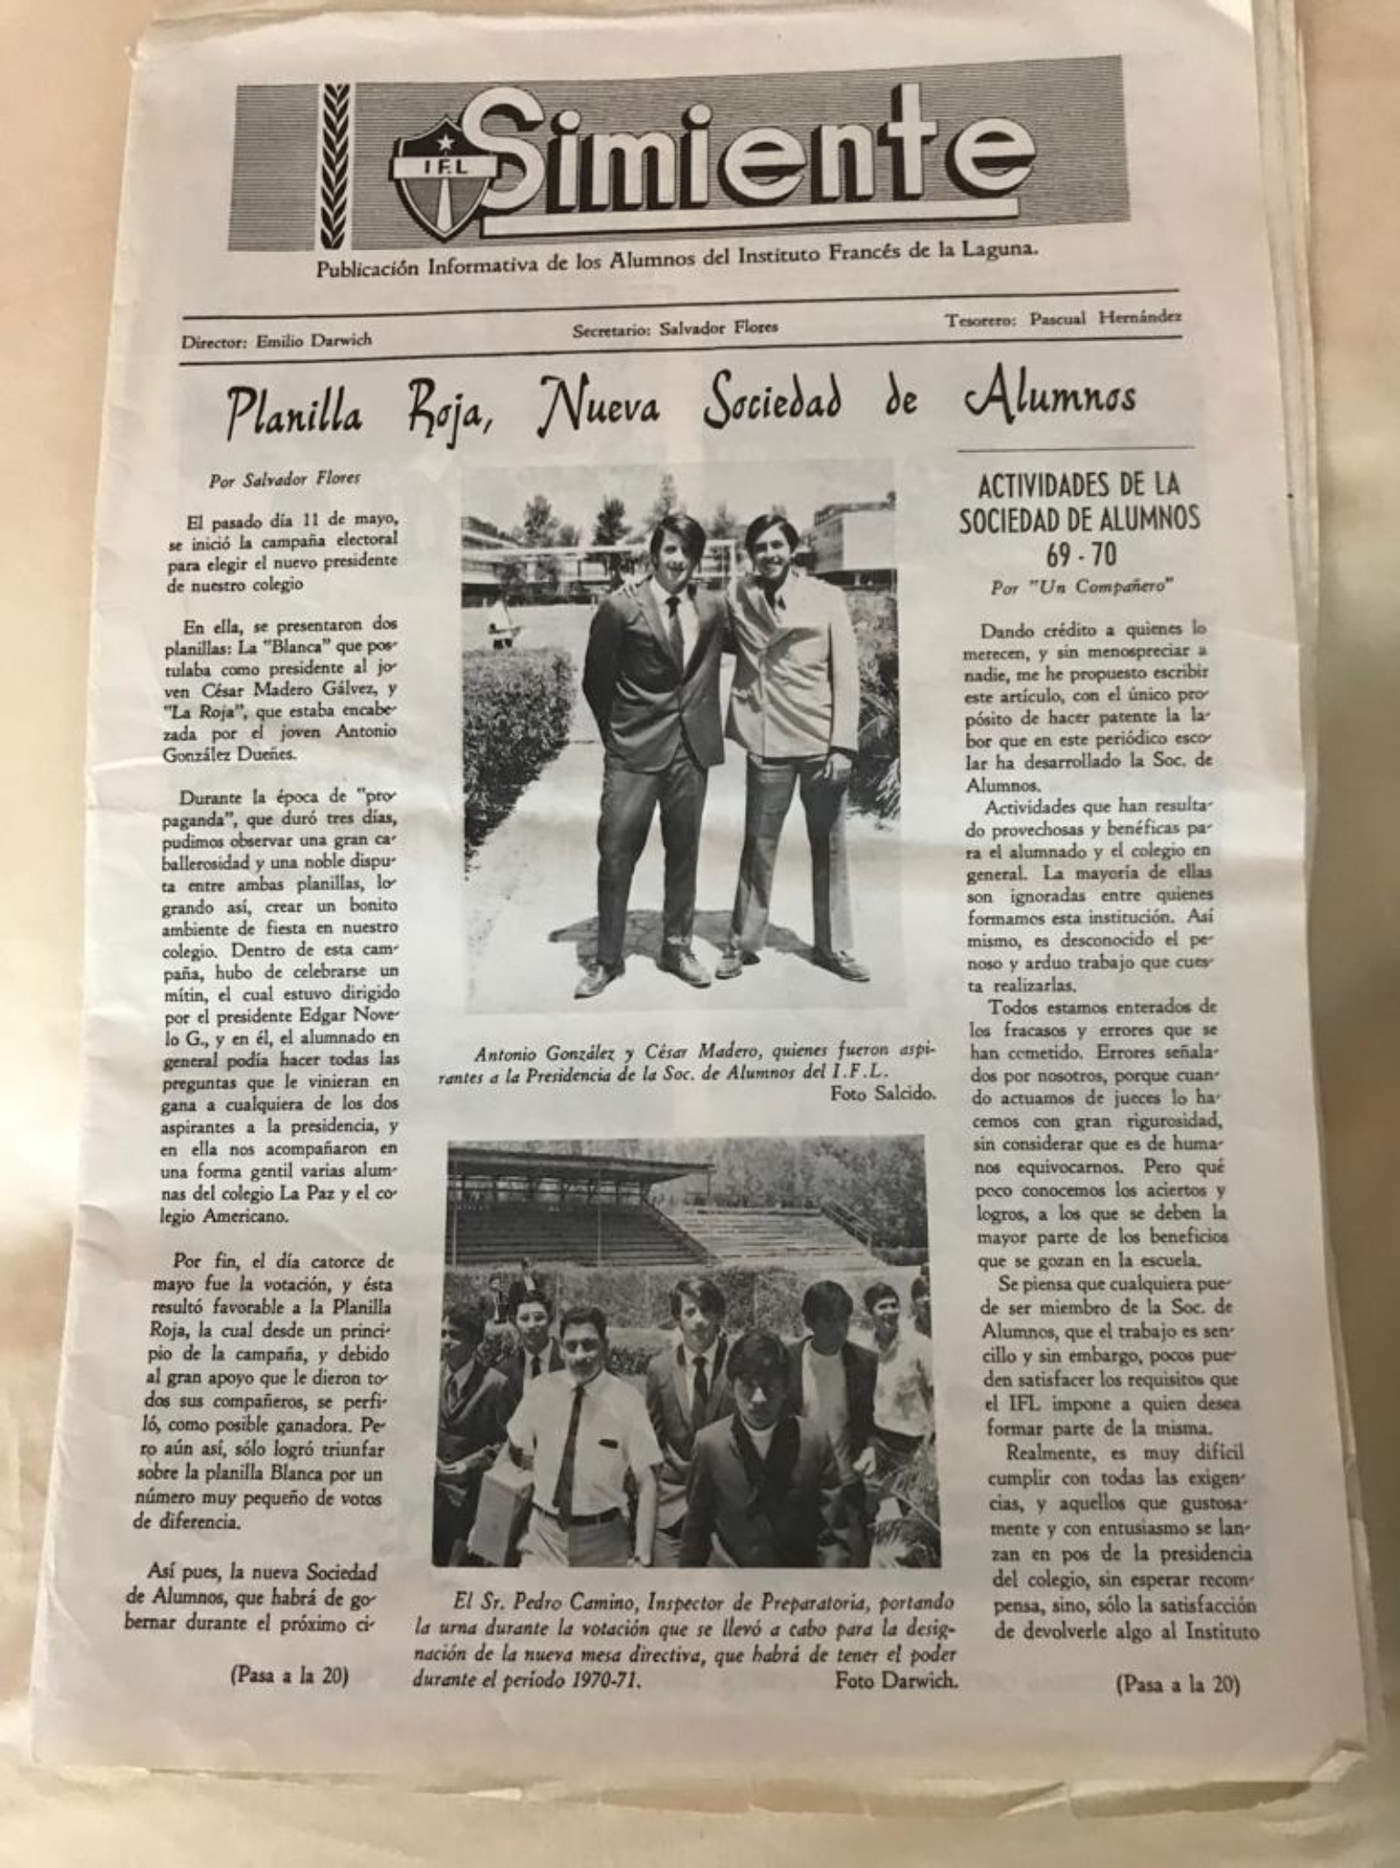 I.F.L
Simiente
Publicación Informativa de los Alumnos del Instituto Francés de la Laguna.
Director: Emilio Darwich
Secretario: Salvador Flores
Tesorero: Pascual Hernández
Planilla Roja, Nueva Sociedad de Alumnos
Por Salvador Flores
El pasado día 11 de mayo,
se inició la campaña electoral
para elegir el nuevo presidente
de nuestro colegio
En ella, se presentaron dos
planillas: La "Blanca" que pos-
tulaba como presidente al jo-
ven César Madero Gálvez, y
"La Roja", que estaba encabe-
zada por el joven Antonio
González Dueñes.
Durante la época de "pro-
paganda", que duró tres días,
pudimos observar una gran ca-
ballerosidad y una noble dispu-
ta entre ambas planillas, lo-
grando así, crear un bonito
ambiente de fiesta en nuestro
colegio. Dentro de esta cam-
paña, hubo de celebrarse un
mítin, el cual estuvo dirigido
por el presidente Edgar Nove-
lo G., y en él, el alumnado en
general podía hacer todas las
preguntas que le vinieran en
gana a cualquiera de los dos
aspirantes a la presidencia, y
en ella nos acompañaron en
una forma gentil varias alum-
nas del colegio La Paz y el co-
legio Americano.
Por fin, el día catorce de
mayo fue la votación, y ésta
resultó favorable a la Planilla
Roja, la cual desde un princi-
pio de la campaña, y debido
al gran apoyo que le dieron to-
dos sus compañeros, se perfi-
ló, como posible ganadora. Pe-
ro aún así, sólo logró triunfar
sobre la planilla Blanca por un
número muy pequeño de votos
de diferencia.
Así pues, la nueva Sociedad
de Alumnos, que habrá de go-
bernar durante el próximo ci-
(Pasa a la 20)
Antonio González y César Madero, quienes fueron aspi-
rantes a la Presidencia de la Soc. de Alumnos del I.F.L.
Foto Salcido.
El Sr. Pedro Camino, Inspector de Preparatoria, portando
la urna durante la votación que se llevó a cabo para la desig-
nación de la nueva mesa directiva, que habrá de tener el poder
durante el período 1970-71. Foto Darwich.
ACTIVIDADES DE LA
SOCIEDAD DE ALUMNOS
69 - 70
Por "Un Compañero"
Dando crédito a quienes lo
merecen, y sin menospreciar a
nadie, me he propuesto escribir
este artículo, con el único pro-
pósito de hacer patente la la-
bor que en este periódico esco-
lar ha desarrollado la Soc. de
Alumnos.
Actividades que han resulta-
do provechosas y benéficas pa-
ra el alumnado y el colegio en
general. La mayoría de ellas
son ignoradas entre quienes
formamos esta institución. Así
mismo, es desconocido el pe-
noso y arduo trabajo que cues-
ta realizarlas.
Todos estamos enterados de
los fracasos y errores que se
han cometido. Errores señala-
dos por nosotros, porque cuan-
do actuamos de jueces lo ha-
cemos con gran rigurosidad,
sin considerar que es de huma-
nos equivocarnos. Pero qué
poco conocemos los aciertos y
logros, a los que se deben la
mayor parte de los beneficios
que se gozan en la escuela.
Se piensa que cualquiera pue-
de ser miembro de la Soc. de
Alumnos, que el trabajo es sen-
cillo y sin embargo, pocos pue-
den satisfacer los requisitos que
el IFL impone a quien desea
formar parte de la misma.
Realmente, es muy difícil
cumplir con todas las exigen-
cias, y aquellos que gustosa-
mente y con entusiasmo se lan-
zan en pos de la presidencia
del colegio, sin esperar recom-
pensa, sino, sólo la satisfacción
de devolverle algo al Instituto
(Pasa a la 20)